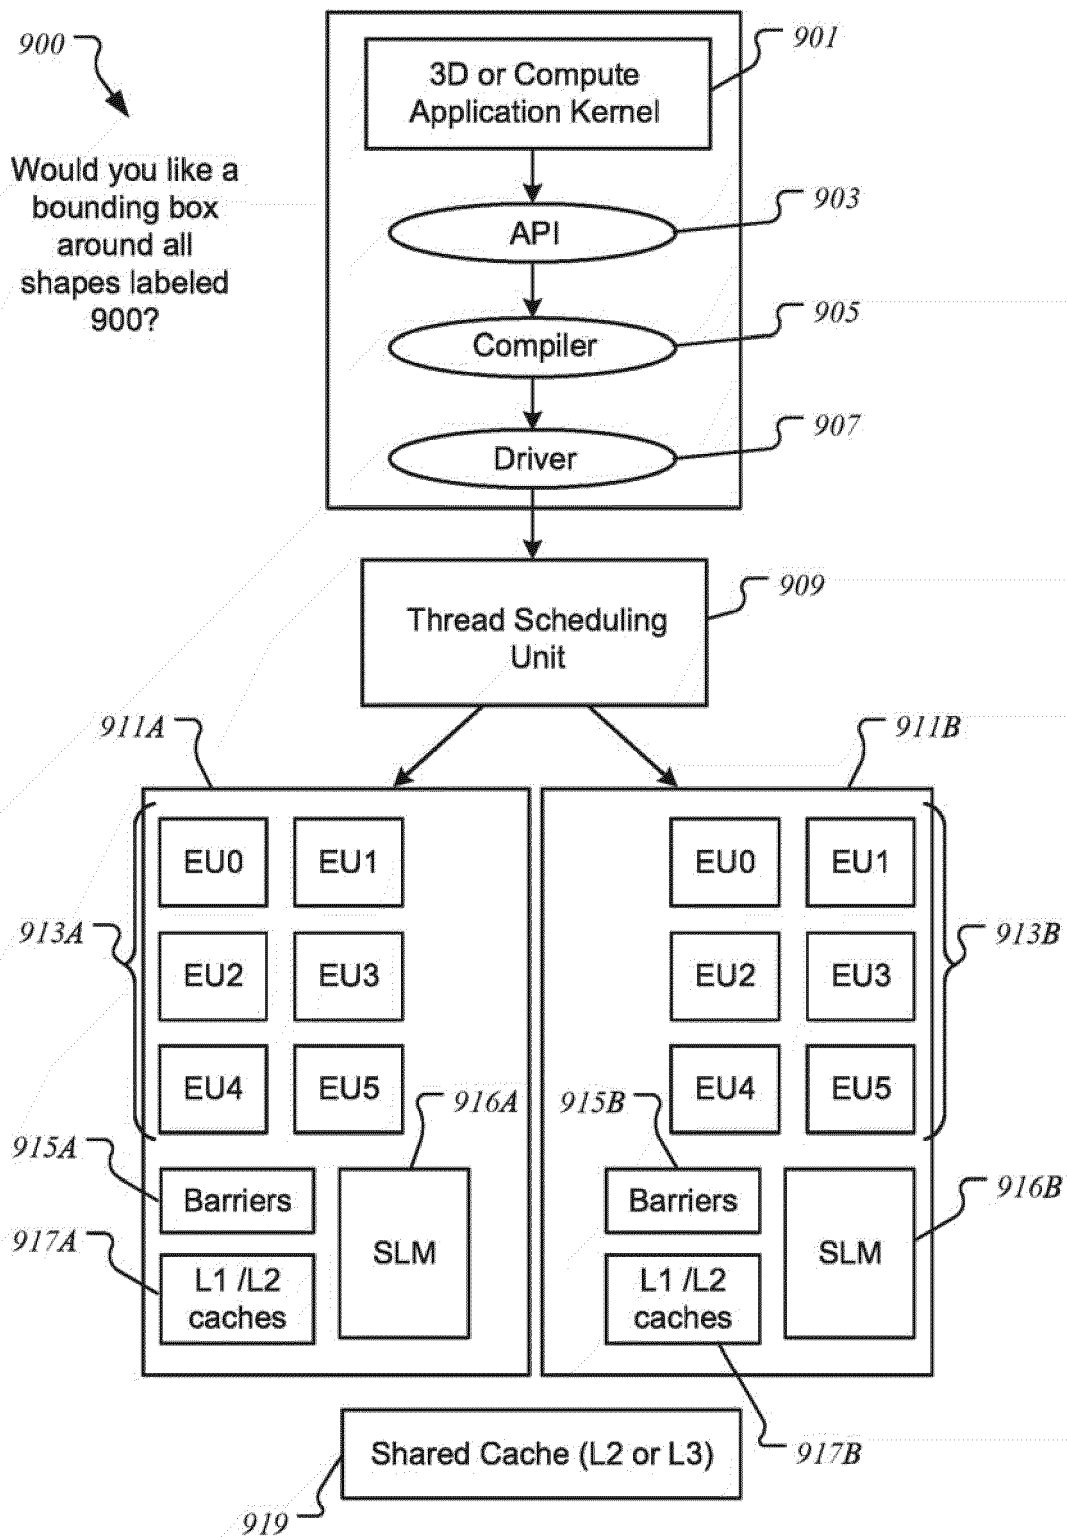 900
901
3D or Compute
Application Kernel
Would you like a
bounding box
around all
shapes labeled
900?
903
API
905
Compiler
907
Driver
909
Thread Scheduling
Unit
911A
911B
EU0 EU1
EU0 EU1
913A
913B
EU2 EU3
EU2 EU3
EU4 EU5
EU4 EU5
916A
915B
915A
Barriers
Barriers
916B
917A
SLM
SLM
L1 /L2
caches
L1 /L2
caches
917B
Shared Cache (L2 or L3)
919